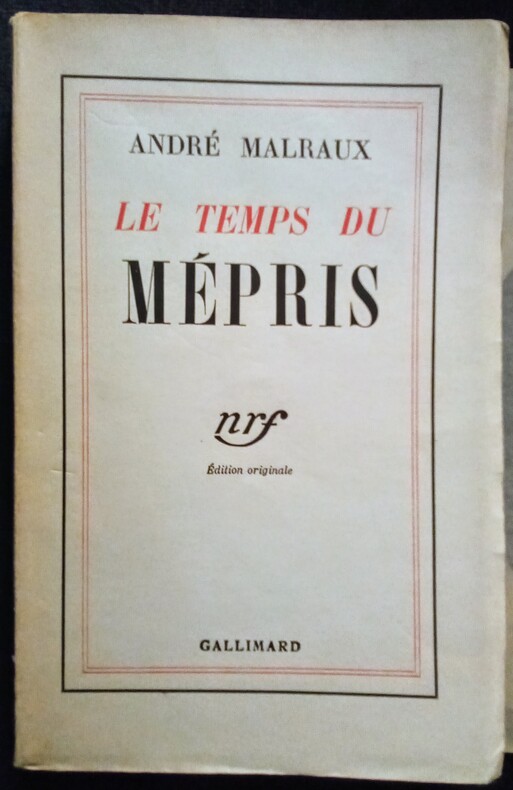 ANDRÉ MALRAUX
LE TEMPS DU
MÉPRIS
nrf
Édition originale
GALLIMARD